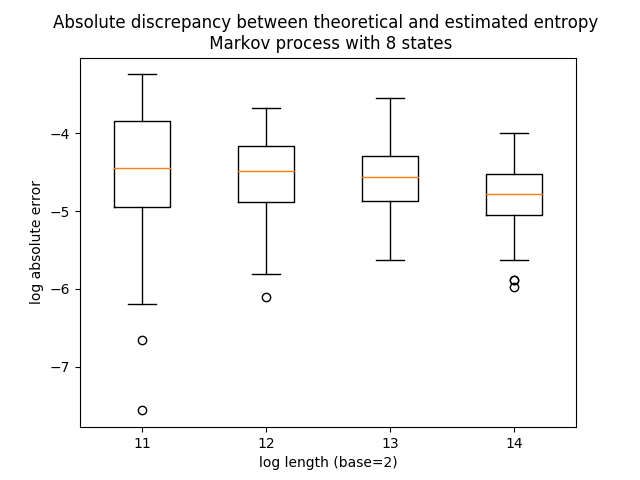 Absolute discrepancy between theoretical and estimated entropy
Markov process with 8 states
−4
−5
−6
−7
log absolute error
11 12 13 14
log length (base=2)